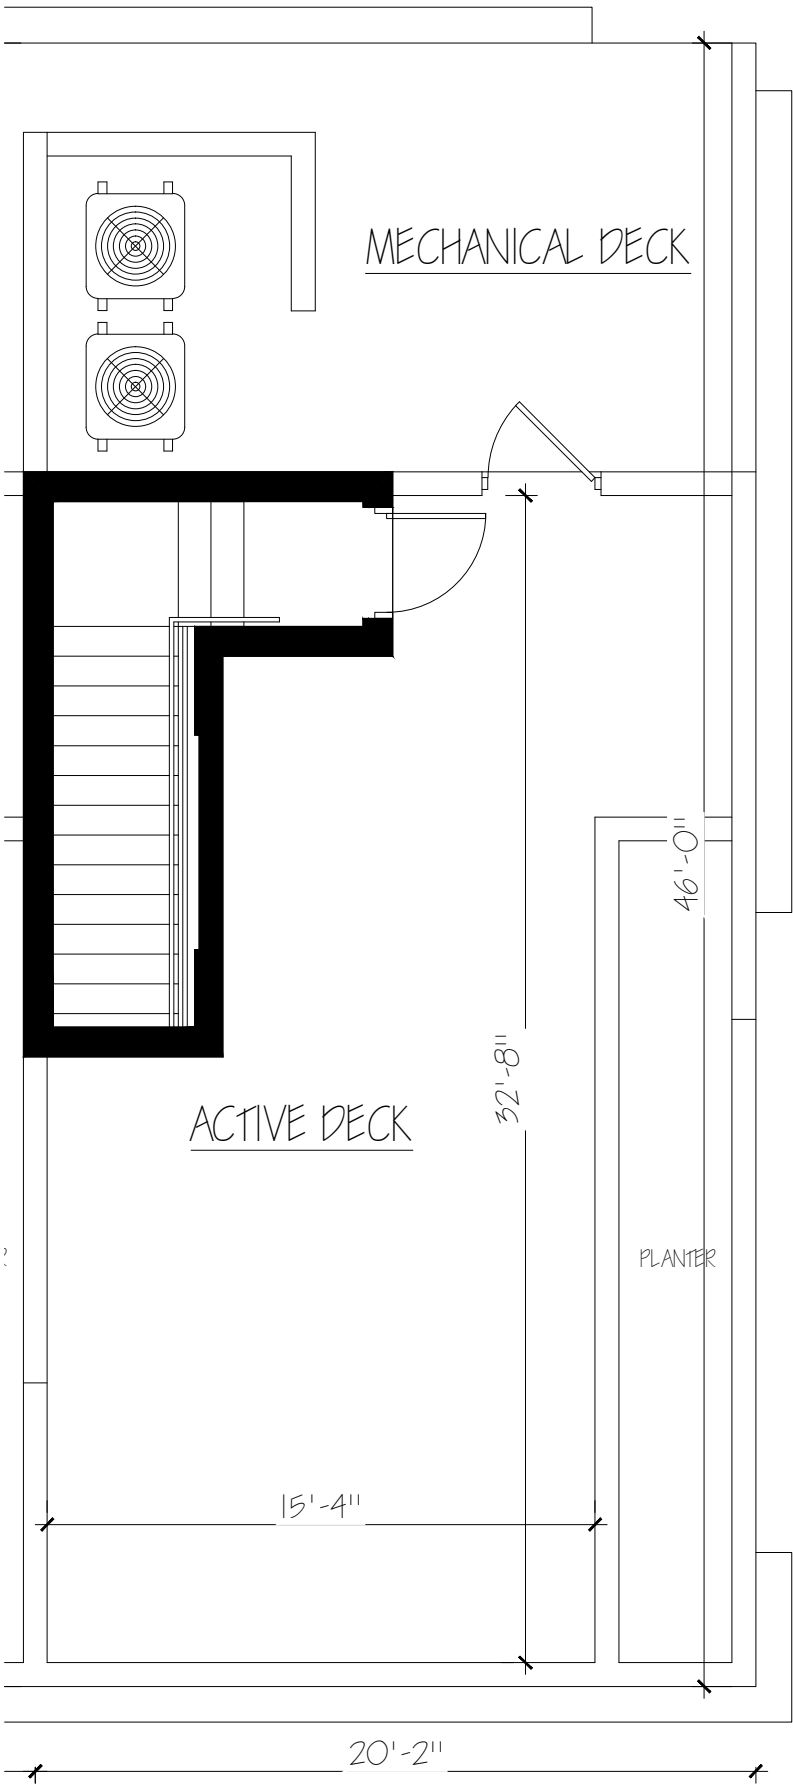 MECHANICAL DECK
46'-0"
32'-8"
ACTIVE DECK
PLANTER
15'-4"
20'-2"